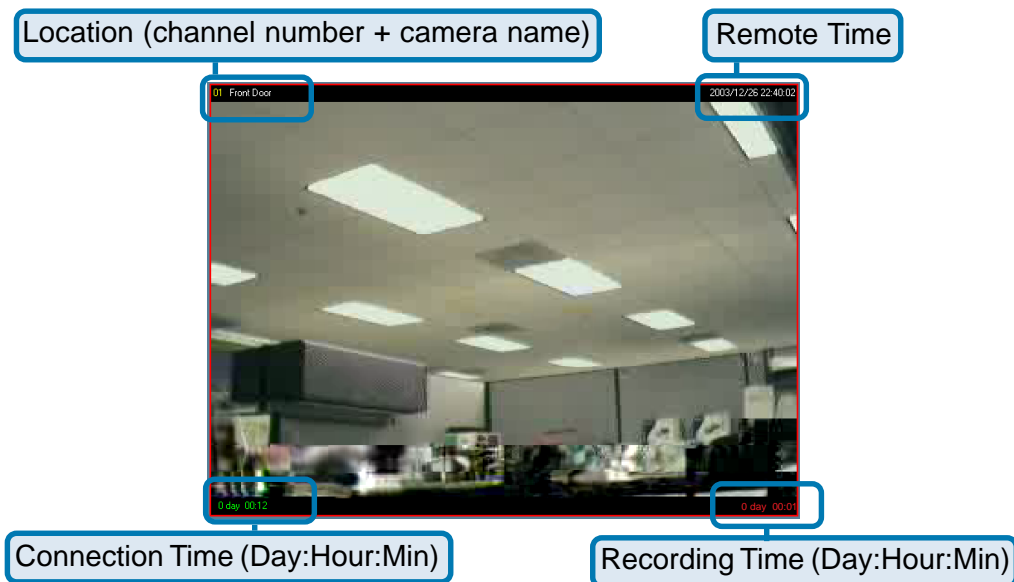 Location (channel number + camera name)
Remote Time
01 Front Door
2003/12/26 22:40:02
0 day 00:12
0 day 00:01
Connection Time (Day:Hour:Min)
Recording Time (Day:Hour:Min)